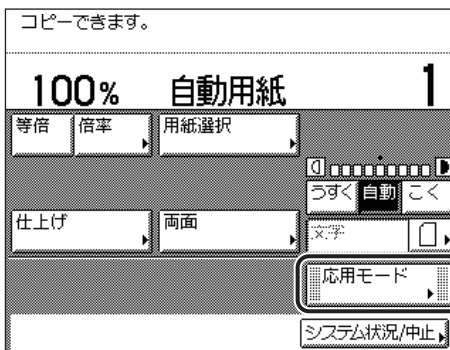 コピーできます。
100% 自動用紙 1
等倍 倍率 用紙選択
うすく 自動 こく
仕上げ 両面 文字
応用モード
システム状況/中止